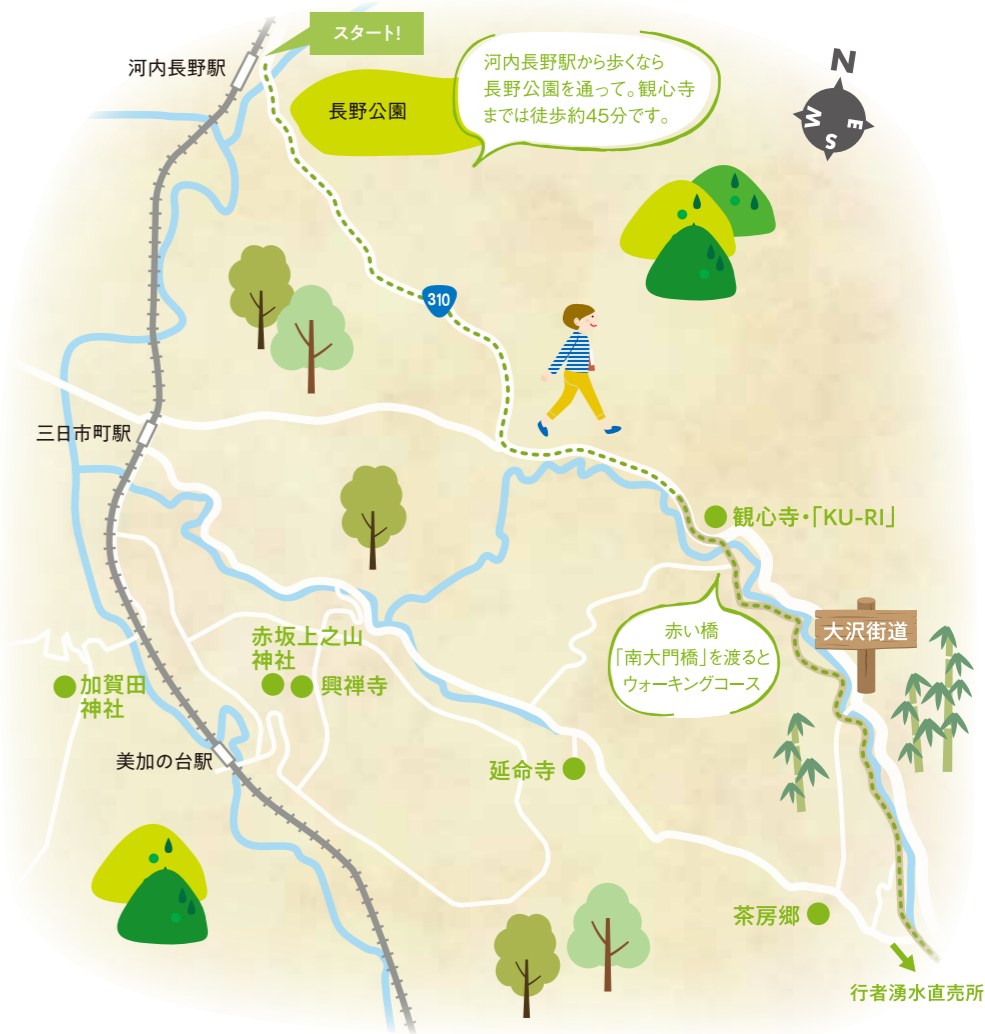 スタート!
河内長野駅
長野公園
河内長野駅から歩くなら
長野公園を通って。観心寺
までは徒歩約45分です。
N
W
E
S
310
三日市町駅
観心寺・「KU-RI」
赤い橋
「南大門橋」を渡ると
ウォーキングコース
大沢街道
赤坂上之山
神社
興禅寺
加賀田
神社
美加の台駅
延命寺
茶房郷
行者湧水直売所